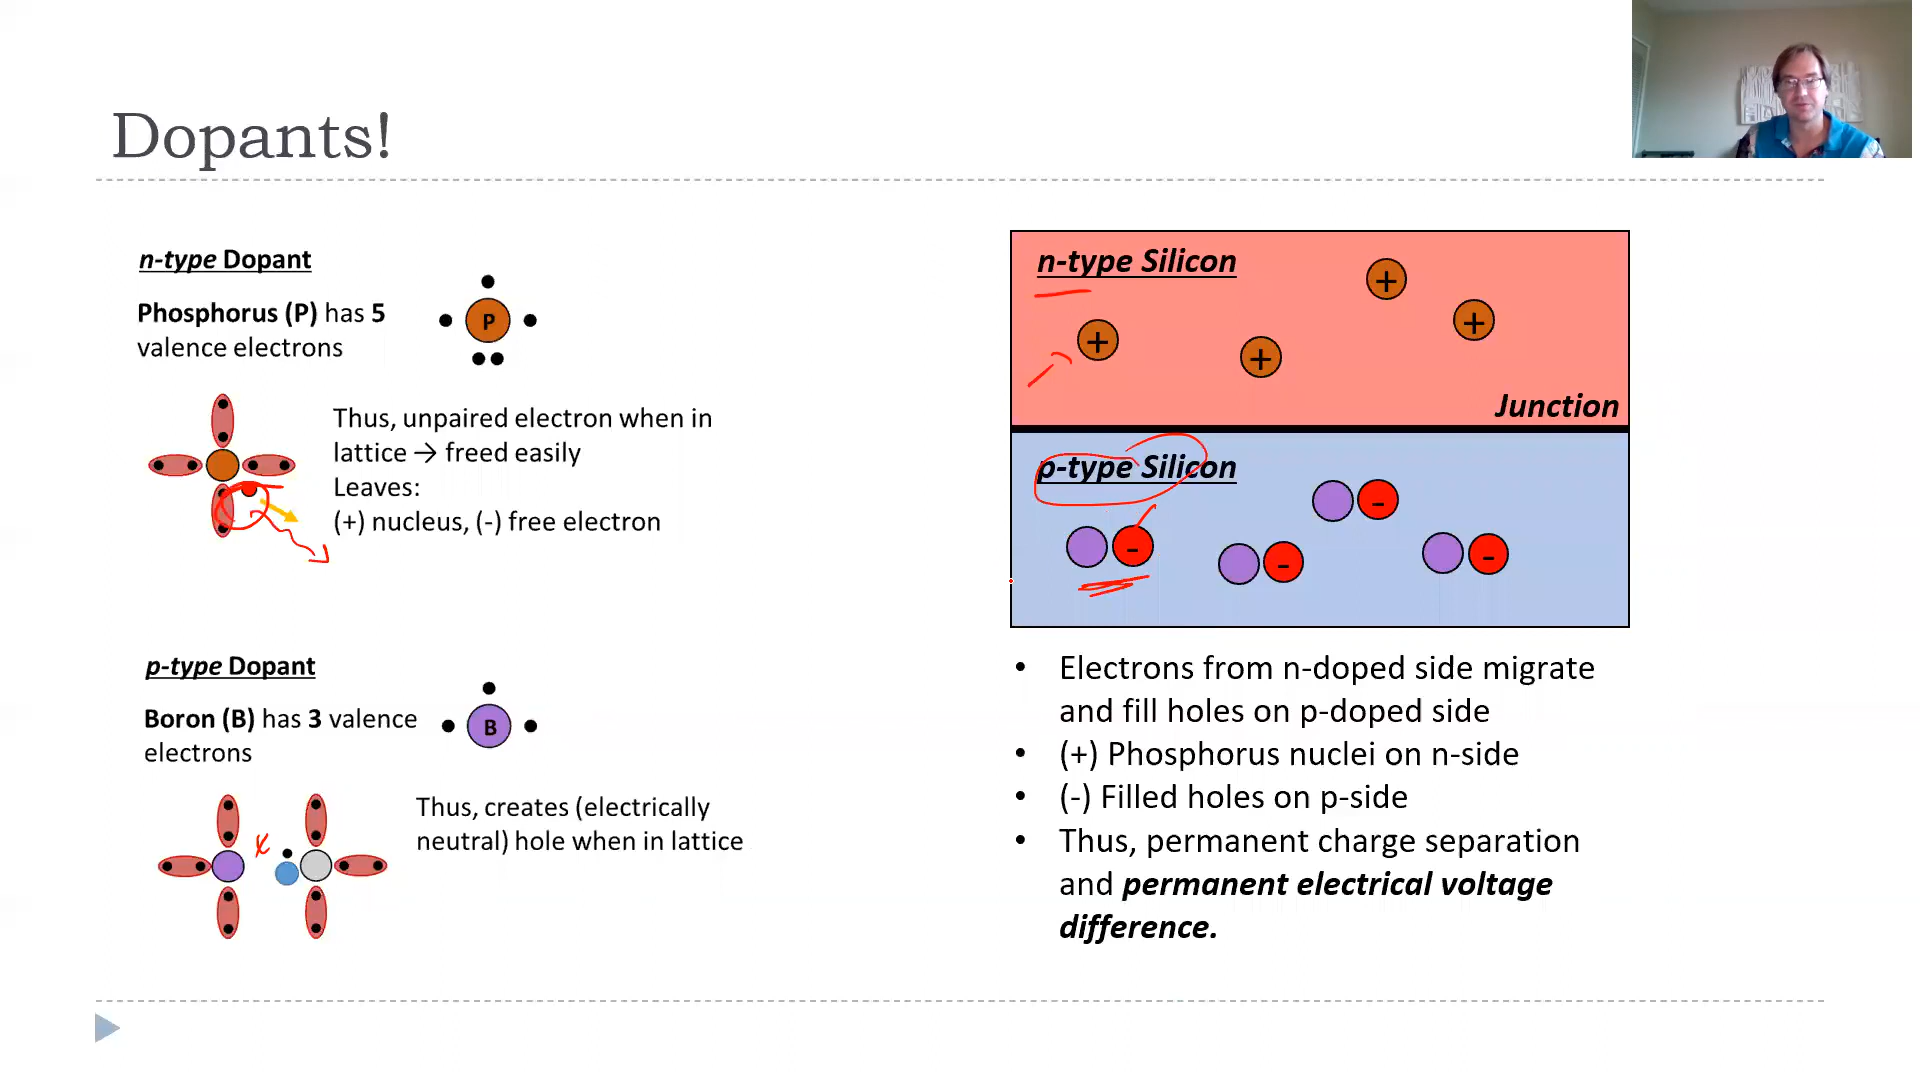 Dopants!
n-type Dopant
Phosphorus (P) has 5
valence electrons
P
Thus, unpaired electron when in
lattice → freed easily
Leaves:
(+) nucleus, (-) free electron
p-type Dopant
Boron (B) has 3 valence
electrons
B
Thus, creates (electrically
neutral) hole when in lattice
n-type Silicon
+
+
+
+
Junction
p-type Silicon
-
-
-
-
• Electrons from n-doped side migrate
and fill holes on p-doped side
• (+) Phosphorus nuclei on n-side
• (-) Filled holes on p-side
• Thus, permanent charge separation
and permanent electrical voltage
difference.